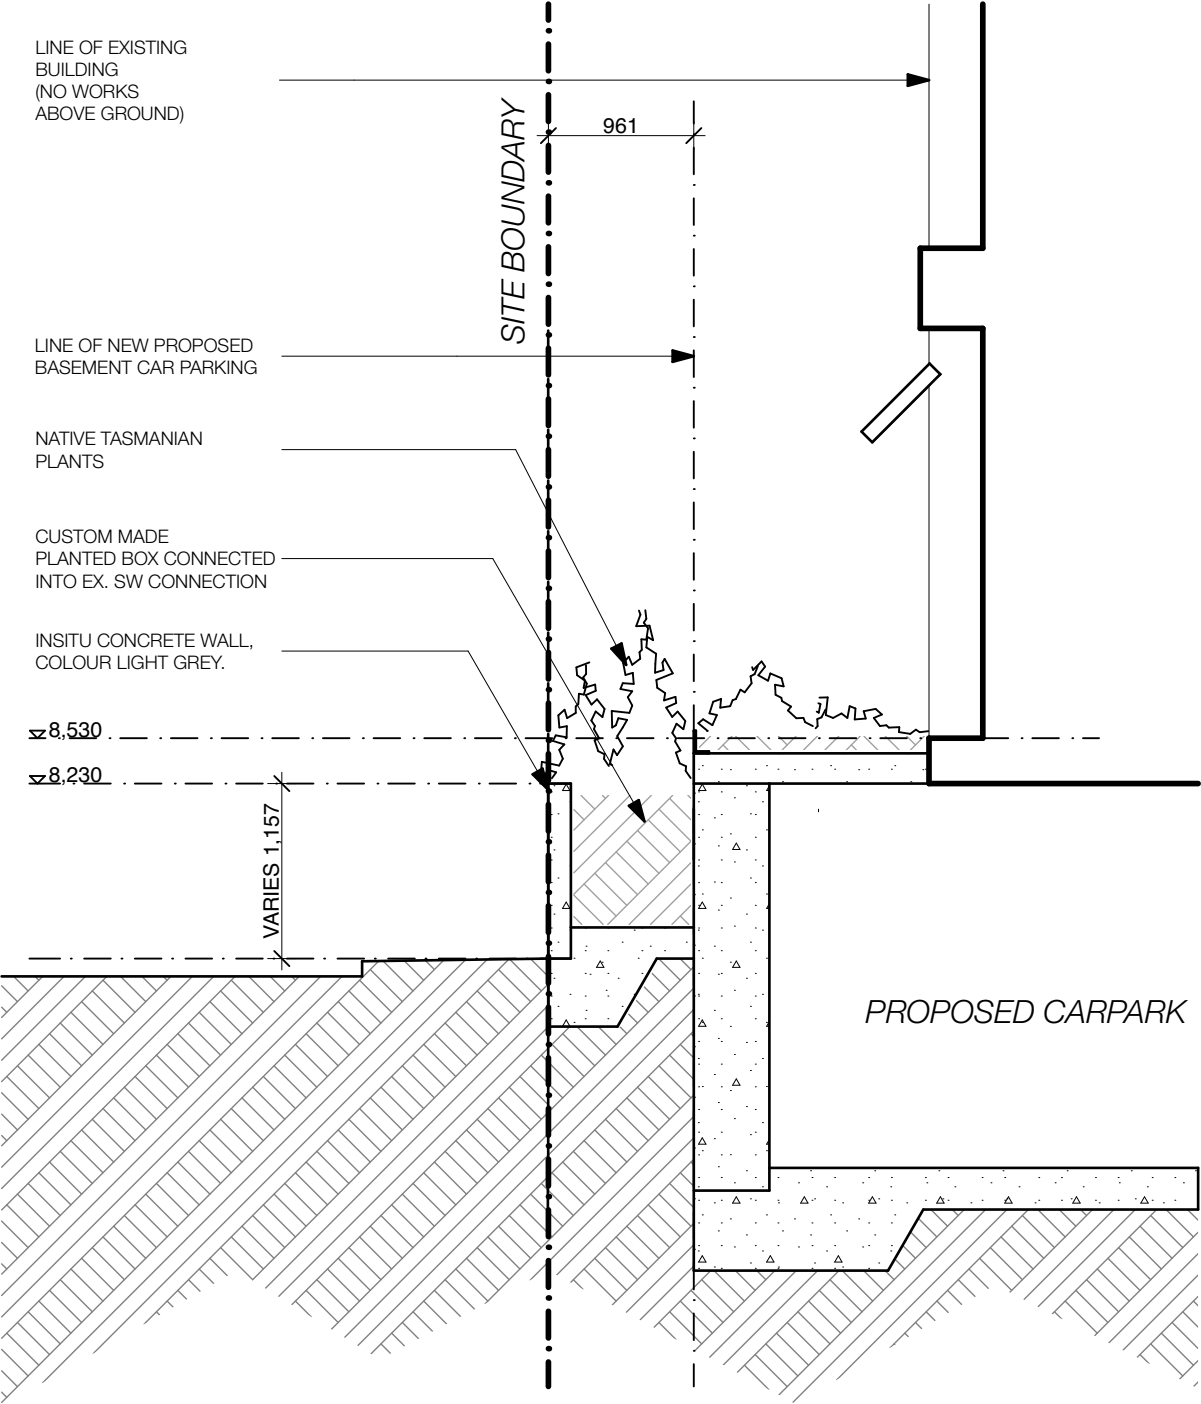 LINE OF EXISTING
BUILDING
(NO WORKS
ABOVE GROUND)
961
SITE BOUNDARY
LINE OF NEW PROPOSED
BASEMENT CAR PARKING
NATIVE TASMANIAN
PLANTS
CUSTOM MADE
PLANTED BOX CONNECTED
INTO EX. SW CONNECTION
INSITU CONCRETE WALL,
COLOUR LIGHT GREY.
8,530
8,230
VARIES 1,157
PROPOSED CARPARK